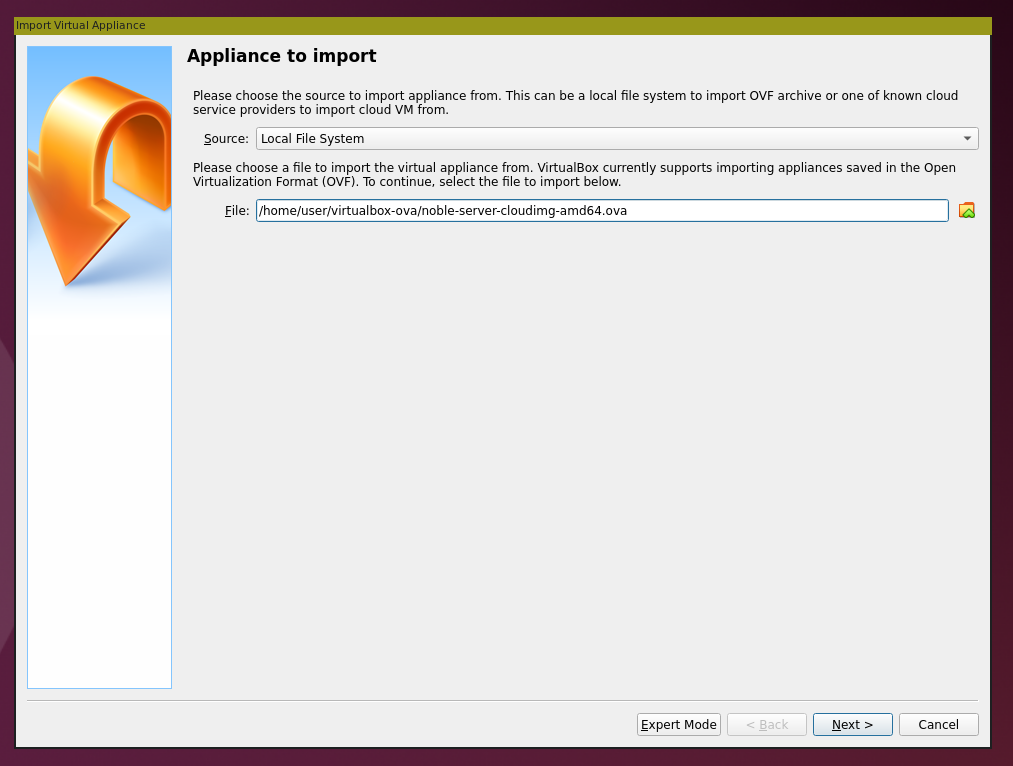 Import Virtual Appliance
Appliance to import
Please choose the source to import appliance from. This can be a local file system to import OVF archive or one of known cloud
service providers to import cloud VM from.
Source: Local File System
Please choose a file to import the virtual appliance from. VirtualBox currently supports importing appliances saved in the Open
Virtualization Format (OVF). To continue, select the file to import below.
File: /home/user/virtualbox-ova/noble-server-cloudimg-amd64.ova
Expert Mode < Back Next > Cancel